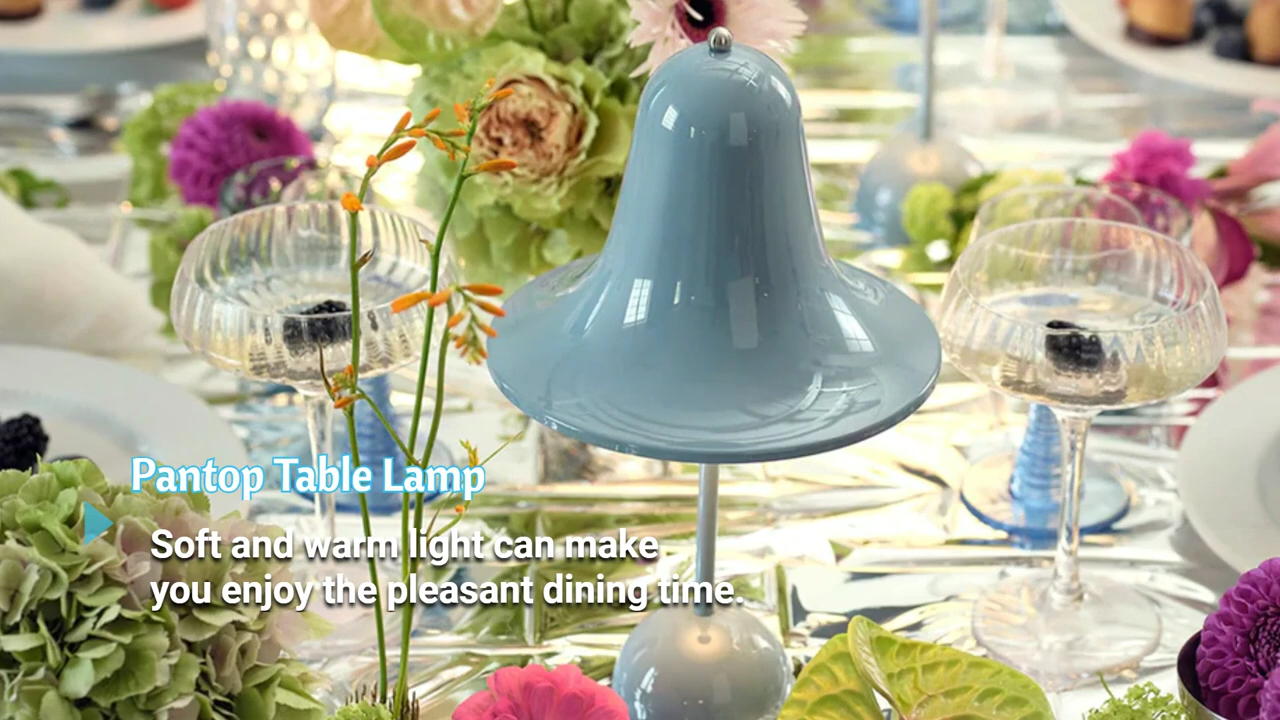 Pantop Table Lamp
Soft and warm light can make
you enjoy the pleasant dining time.